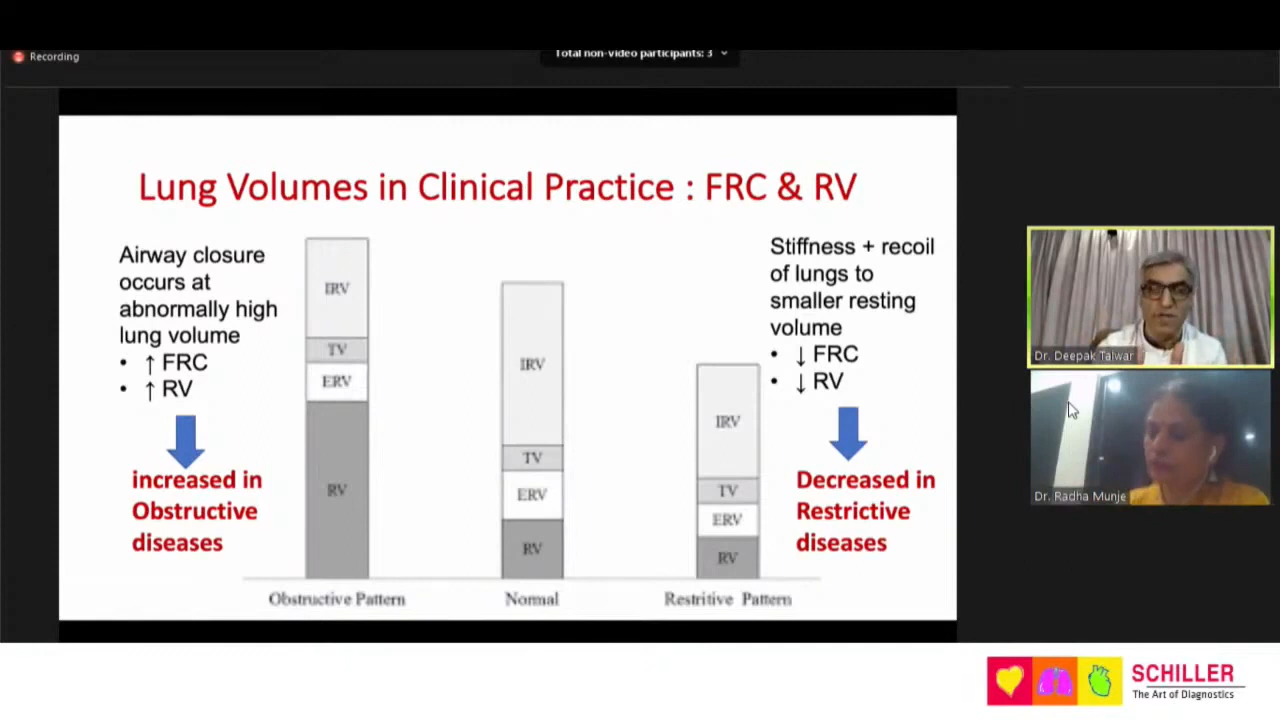 Recording
Total non-video participants: 3
Lung Volumes in Clinical Practice : FRC & RV
Airway closure
occurs at
abnormally high
lung volume
• ↑ FRC
• ↑ RV
increased in
Obstructive
diseases
IRV
TV
ERV
RV
Obstructive Pattern
IRV
TV
ERV
RV
Normal
IRV
TV
ERV
RV
Restritive Pattern
Stiffness + recoil
of lungs to
smaller resting
volume
• ↓ FRC
• ↓ RV
Decreased in
Restrictive
diseases
Dr. Deepak Talwar
Dr. Radha Munje
SCHILLER
The Art of Diagnostics